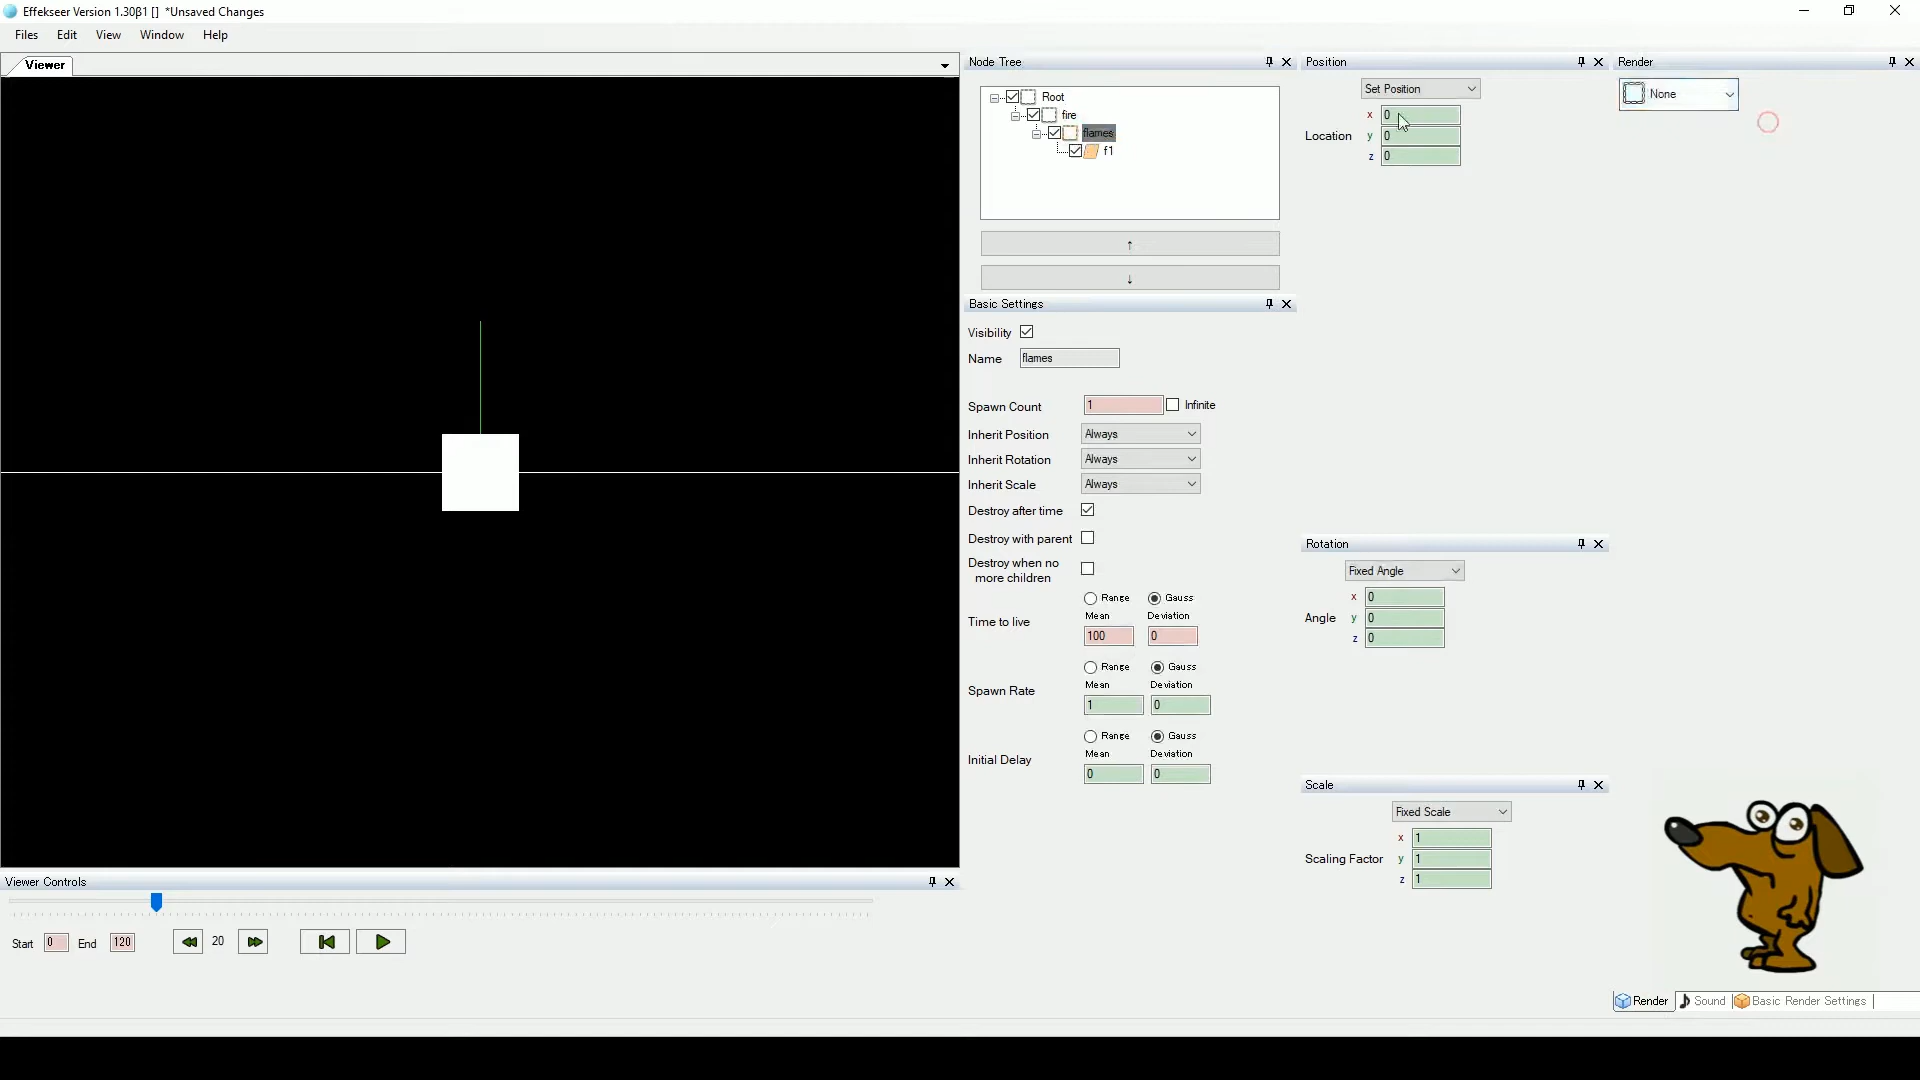 Effekseer Version 1.30β1 [] *Unsaved Changes
Files Edit View Window Help
Viewer
Node Tree
Root
fire
flames
f1
↑
↓
Basic Settings
Visibility
Name flames
Spawn Count 1 Infinite
Inherit Position Always
Inherit Rotation Always
Inherit Scale Always
Destroy after time
Destroy with parent
Destroy when no
more children
Range Gauss
Mean Deviation
Time to live
100 0
Range Gauss
Mean Deviation
Spawn Rate
1 0
Range Gauss
Mean Deviation
Initial Delay
0 0
Position
Set Position
x 0
Location y 0
z 0
Rotation
Fixed Angle
x 0
Angle y 0
z 0
Scale
Fixed Scale
x 1
Scaling Factor y 1
z 1
Render
None
Render Sound Basic Render Settings
Viewer Controls
Start 0 End 120 20